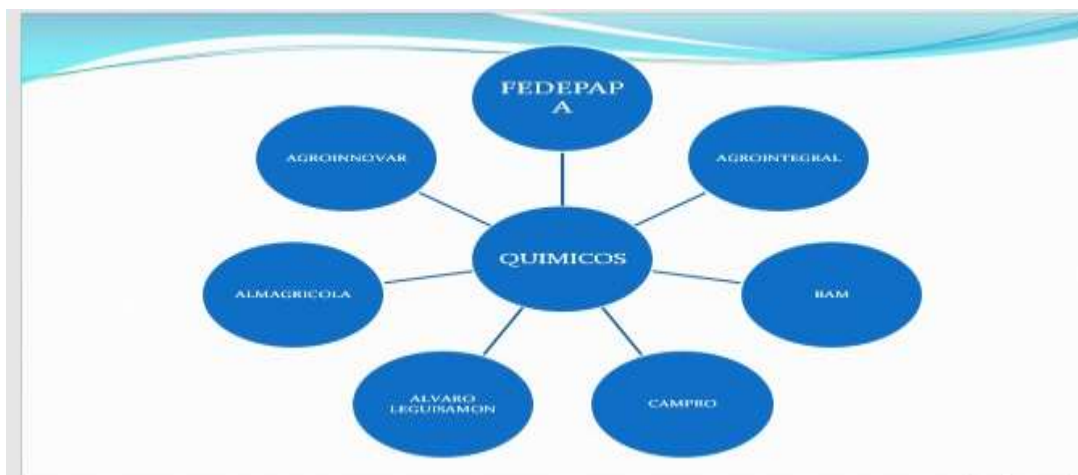 FEDEPAP
A
AGROINNOVAR
AGROINTEGRAL
QUIMICOS
ALMAGRICOLA
BAM
ALVARO
LEGUISAMON
CAMPRO